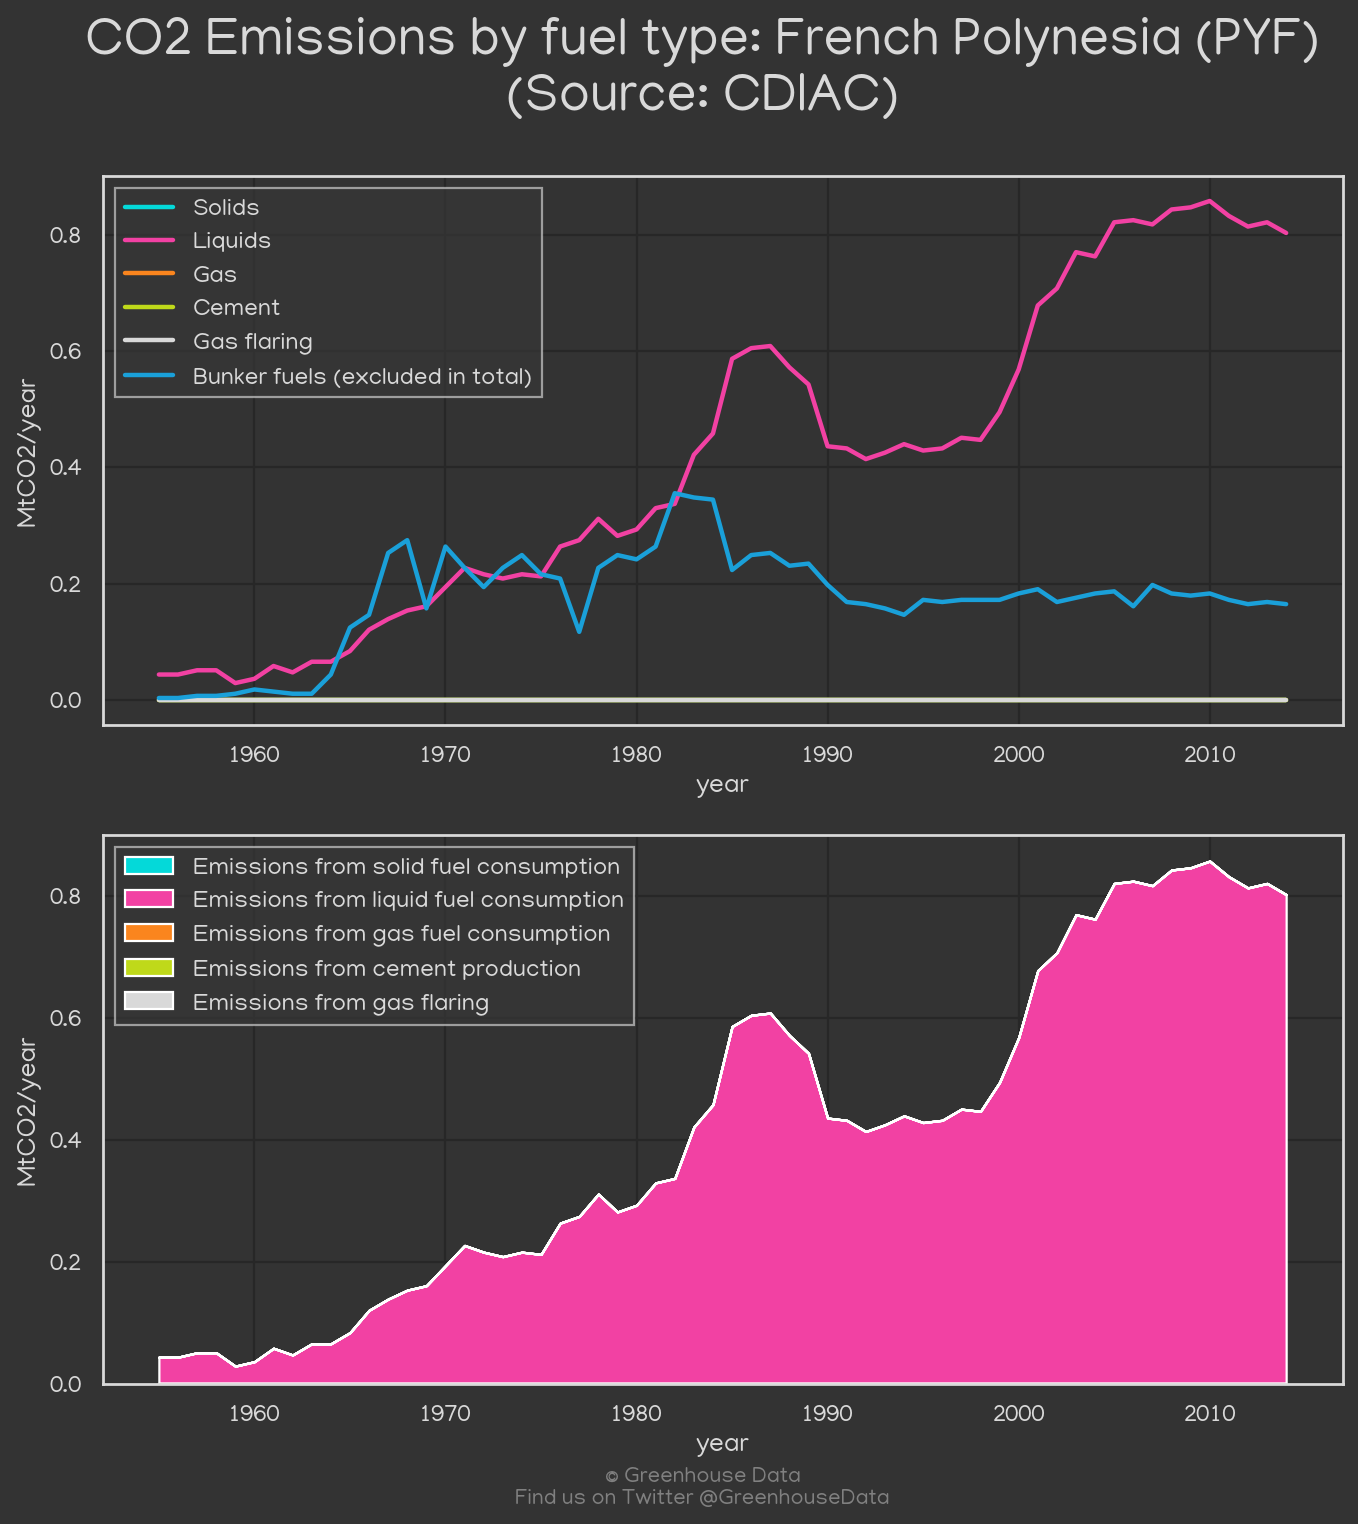 CO2 Emissions by fuel type: French Polynesia (PYF)
(Source: CDIAC)
Solids
Liquids
Gas
Cement
Gas flaring
Bunker fuels (excluded in total)
0.8
0.6
0.4
0.2
0.0
MtCO2/year
1960 1970 1980 1990 2000 2010
year
Emissions from solid fuel consumption
Emissions from liquid fuel consumption
Emissions from gas fuel consumption
Emissions from cement production
Emissions from gas flaring
0.8
0.6
0.4
0.2
0.0
MtCO2/year
1960 1970 1980 1990 2000 2010
year
© Greenhouse Data
Find us on Twitter @GreenhouseData